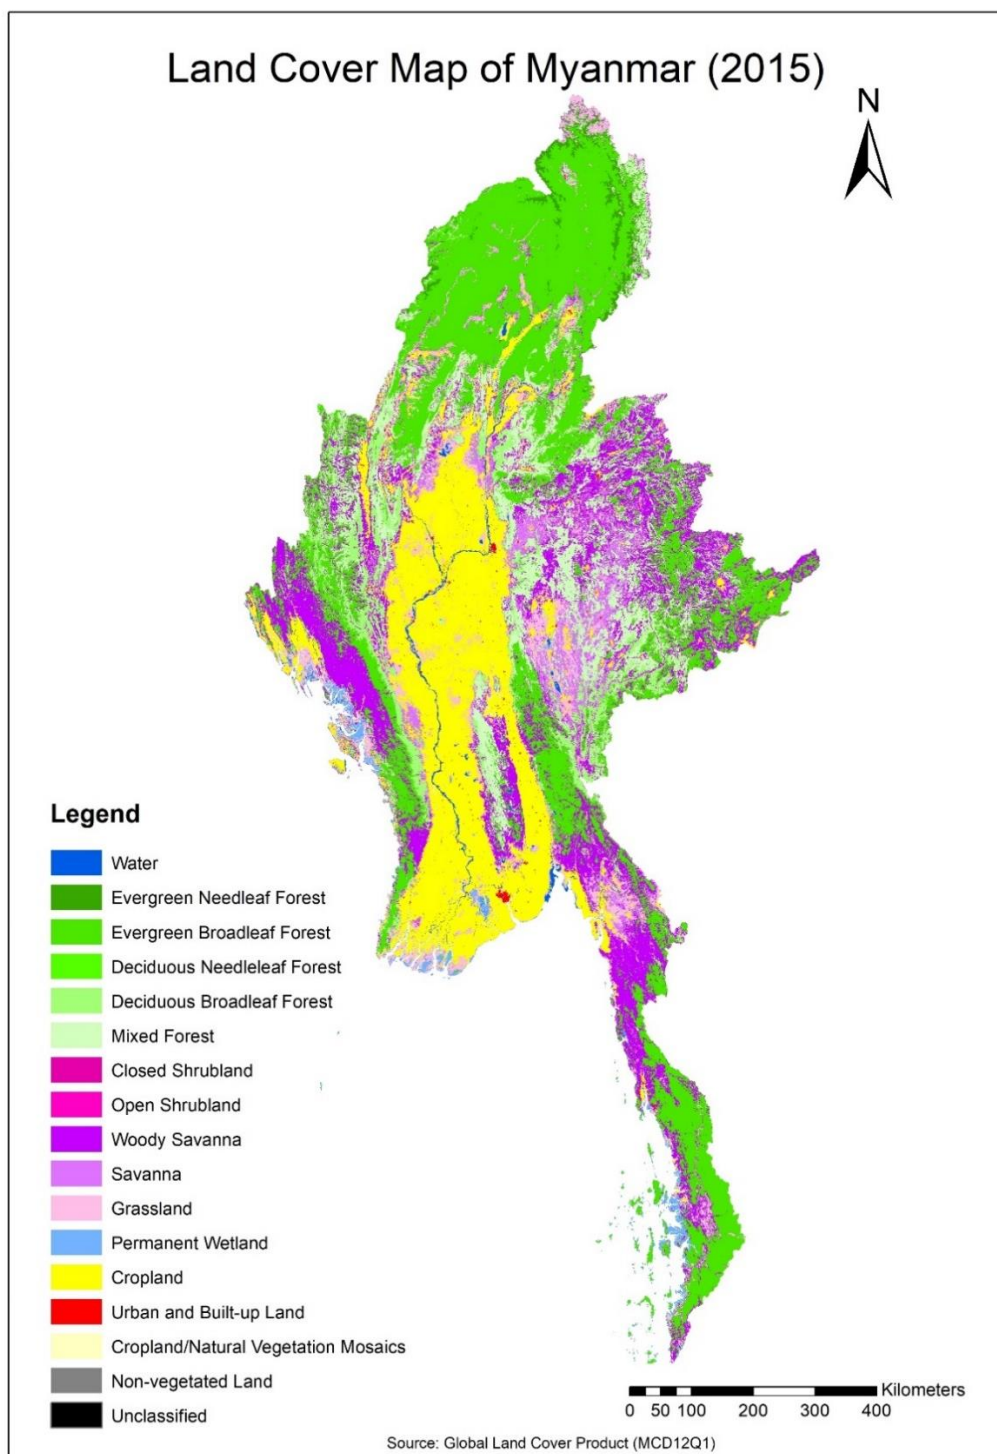 Land Cover Map of Myanmar (2015)
N
Legend
Water
Evergreen Needleaf Forest
Evergreen Broadleaf Forest
Deciduous Needleleaf Forest
Deciduous Broadleaf Forest
Mixed Forest
Closed Shrubland
Open Shrubland
Woody Savanna
Savanna
Grassland
Permanent Wetland
Cropland
Urban and Built-up Land
Cropland/Natural Vegetation Mosaics
Non-vegetated Land
Unclassified
Kilometers
0 50 100 200 300 400
Source: Global Land Cover Product (MCD12Q1)